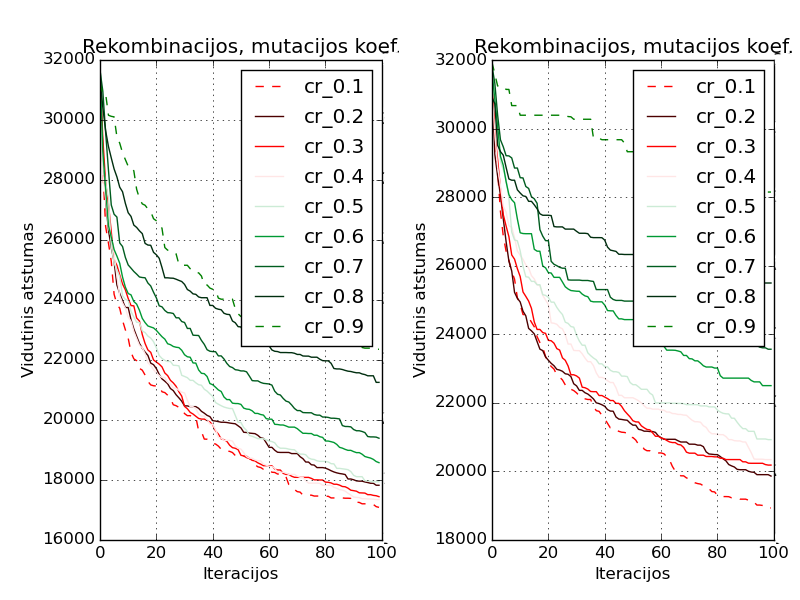 Rekombinacijos, mutacijos koef.
32000
30000
28000
26000
24000
22000
20000
18000
16000
Vidutinis atstumas
0
20
40
60
80
100
Iteracijos
cr_0.1
cr_0.2
cr_0.3
cr_0.4
cr_0.5
cr_0.6
cr_0.7
cr_0.8
cr_0.9
Rekombinacijos, mutacijos koef.
32000
30000
28000
26000
24000
22000
20000
18000
Vidutinis atstumas
0
20
40
60
80
100
Iteracijos
cr_0.1
cr_0.2
cr_0.3
cr_0.4
cr_0.5
cr_0.6
cr_0.7
cr_0.8
cr_0.9